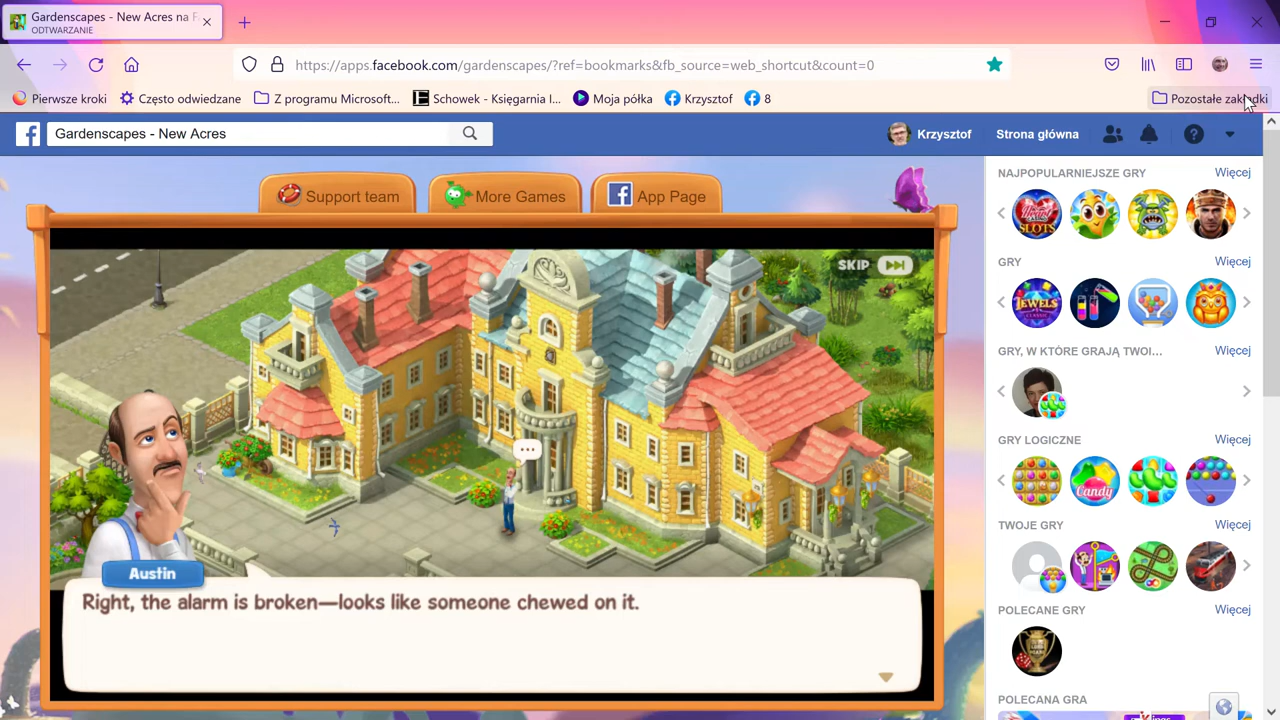 Gardenscapes - New Acres na F
ODTWARZANIE
https://apps.facebook.com/gardenscapes/?ref=bookmarks&fb_source=web_shortcut&count=0
Pierwsze kroki
Często odwiedzane
Z programu Microsoft...
Schowek - Księgarnia I...
Moja półka
Krzysztof
8
Pozostałe zakładki
Gardenscapes - New Acres
Krzysztof
Strona główna
Support team
More Games
App Page
SKIP
Austin
Right, the alarm is broken—looks like someone chewed on it.
NAJPOPULARNIEJSZE GRY Więcej
SLOTS
GRY Więcej
JEWELS
GRY, W KTÓRE GRAJĄ TWOI... Więcej
GRY LOGICZNE Więcej
Candy
TWOJE GRY Więcej
POLECANE GRY Więcej
POLECANA GRA